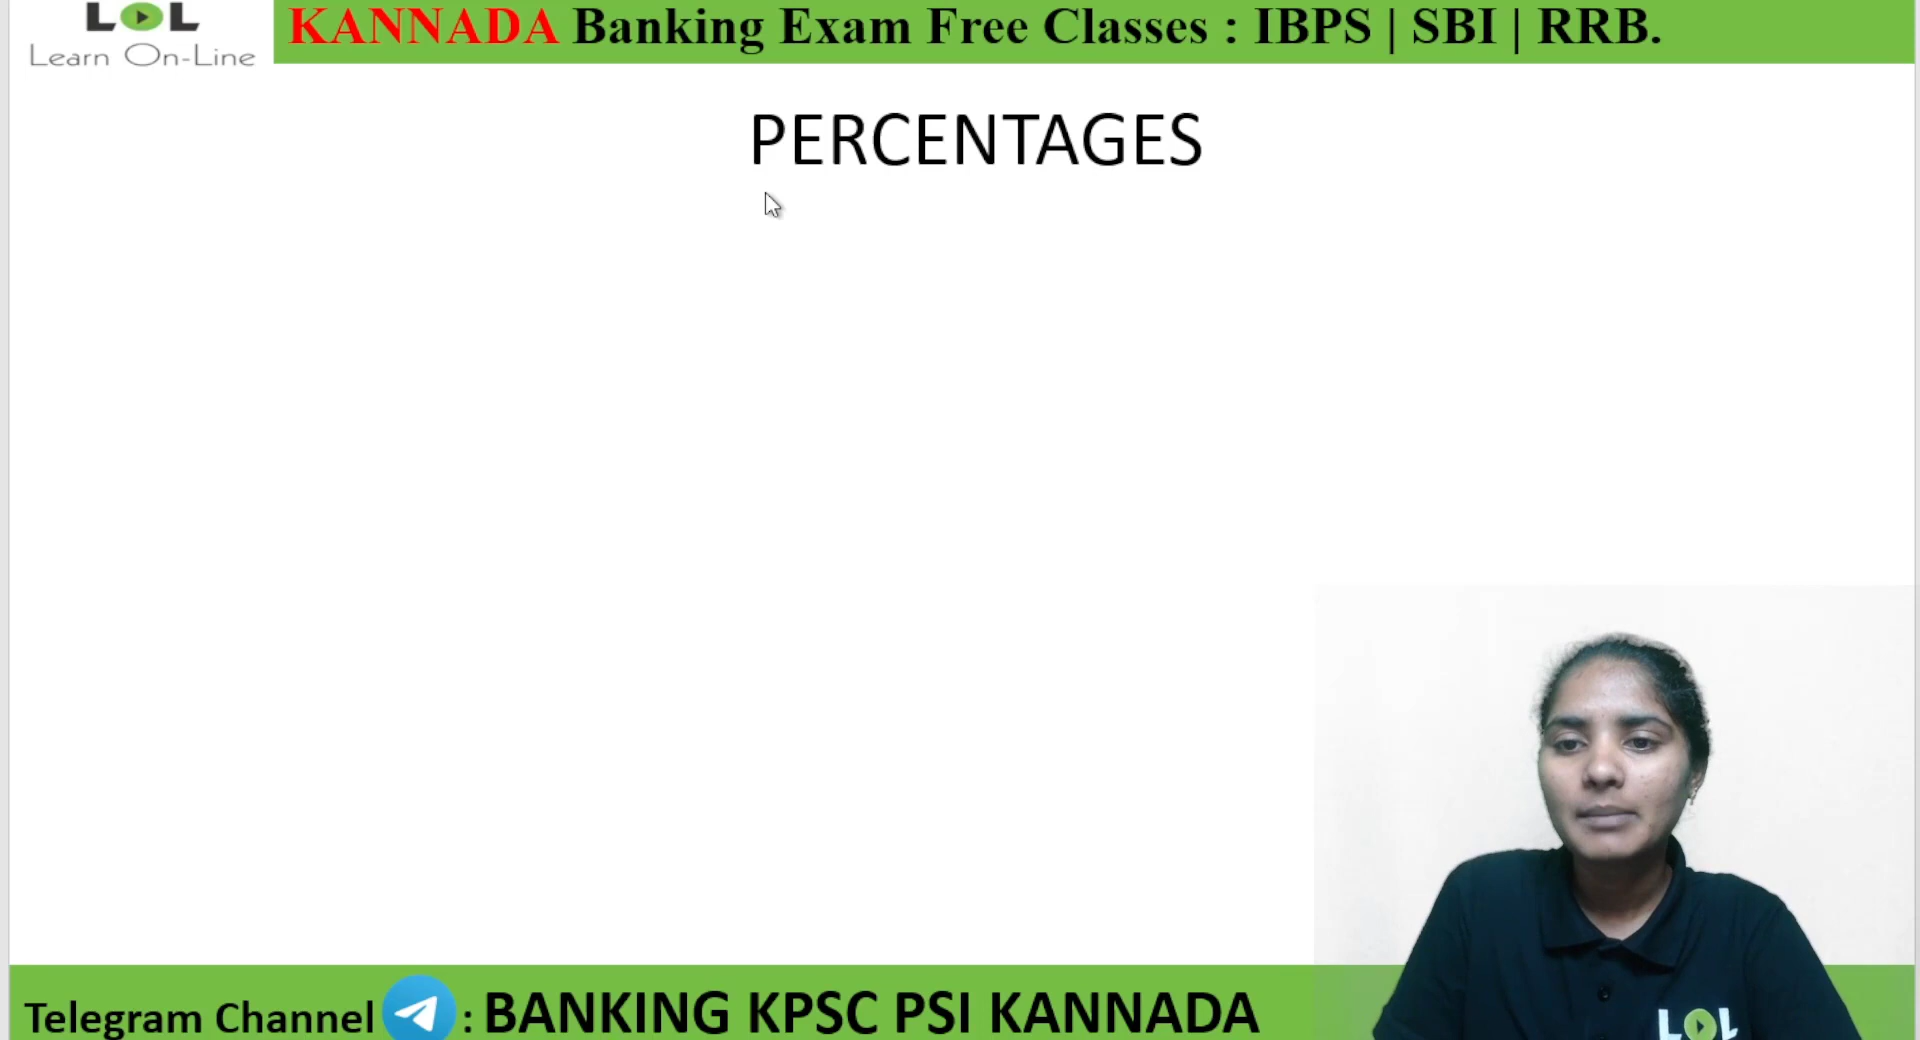 LOL
Learn On-Line
KANNADA Banking Exam Free Classes : IBPS | SBI | RRB.
PERCENTAGES
LOL
Telegram Channel : BANKING KPSC PSI KANNADA